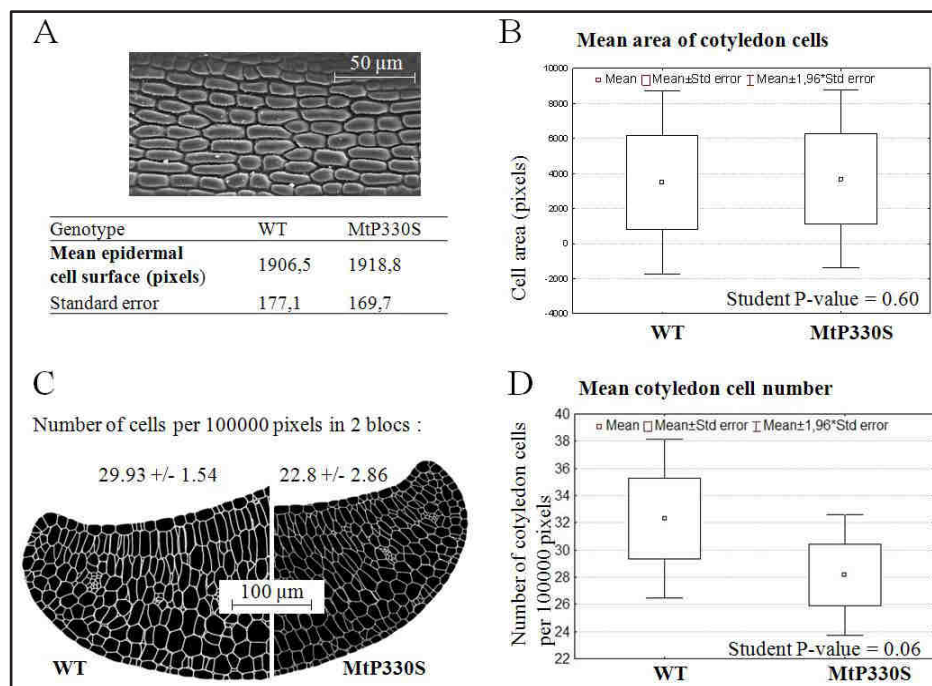 A
50 µm
Genotype WT MtP330S
Mean epidermal
cell surface (pixels) 1906,5 1918,8
Standard error 177,1 169,7
B
Mean area of cotyledon cells
Mean Mean±Std error Mean±1,96*Std error
Cell area (pixels)
10000
8000
6000
4000
2000
0
-2000
-4000
Student P-value = 0.60
WT MtP330S
C
Number of cells per 100000 pixels in 2 blocs :
29.93 +/- 1.54 22.8 +/- 2.86
100 µm
WT MtP330S
D
Mean cotyledon cell number
Mean Mean±Std error Mean±1,96*Std error
Number of cotyledon cells
per 100000 pixels
40
38
36
34
32
30
28
26
24
22
Student P-value = 0.06
WT MtP330S